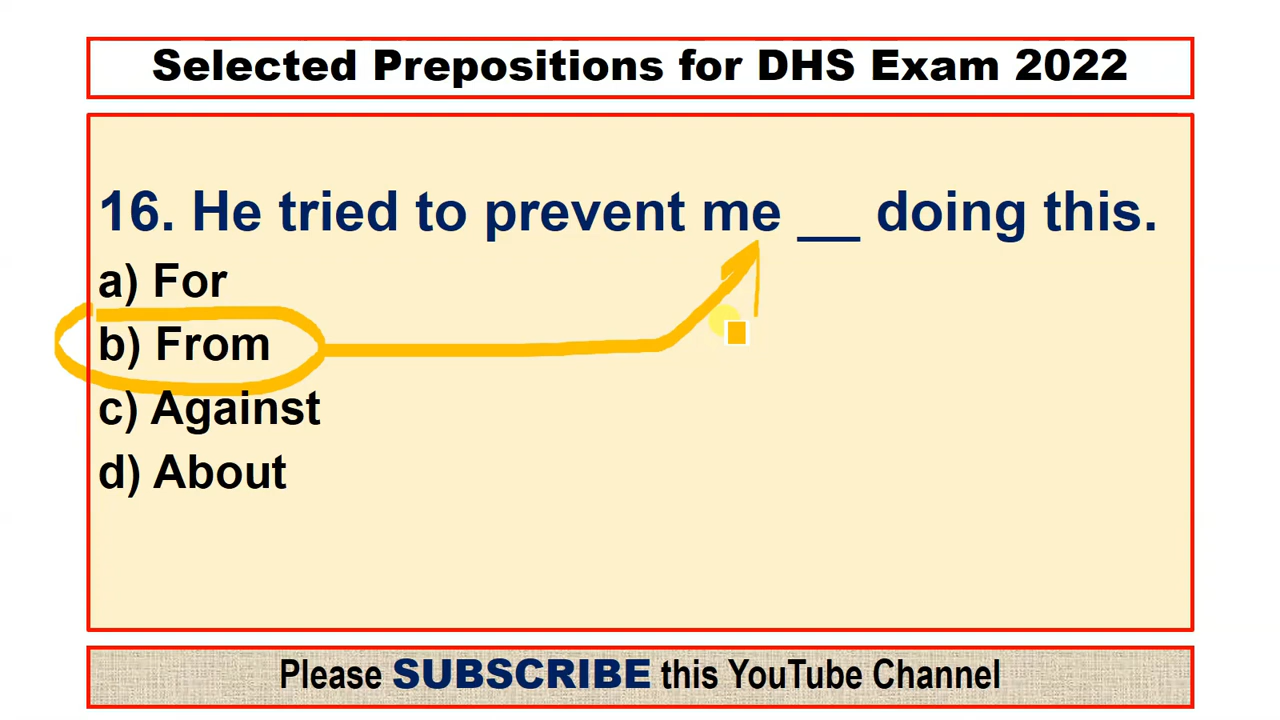 Selected Prepositions for DHS Exam 2022
16. He tried to prevent me __ doing this.
a) For
b) From
c) Against
d) About
Please SUBSCRIBE this YouTube Channel